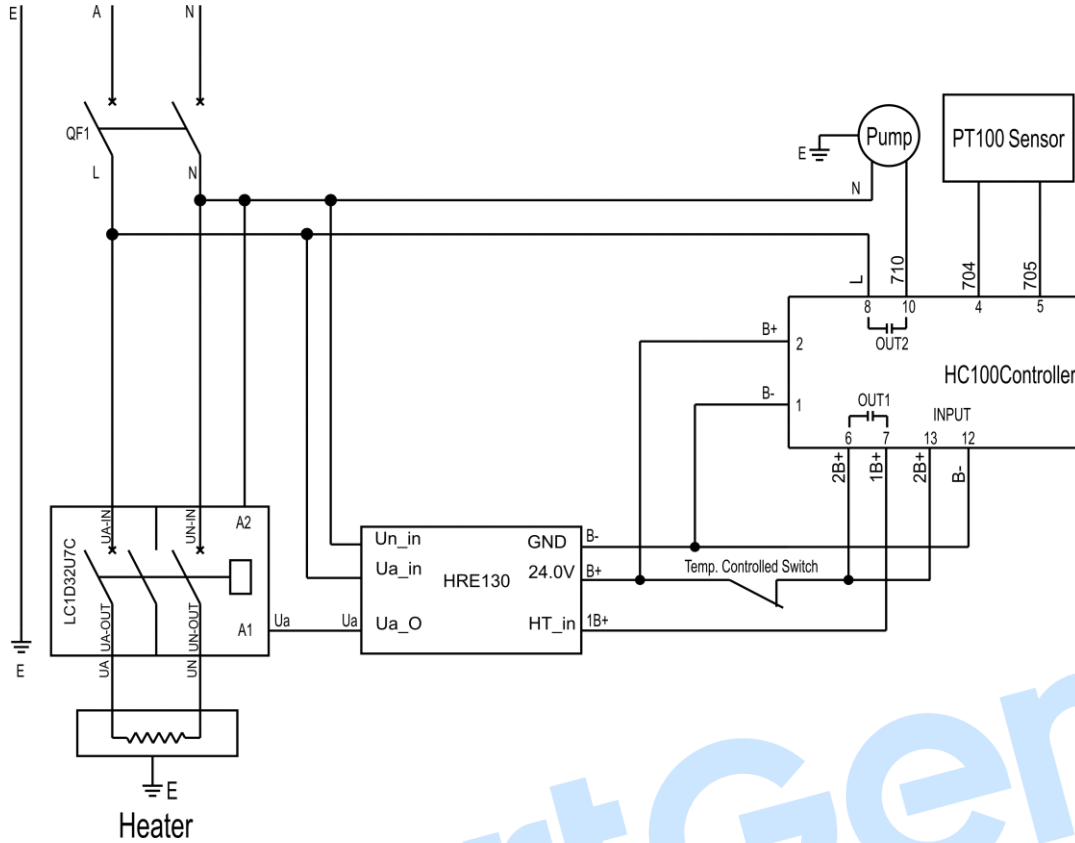 E
A
N
QF1
L
N
E
Pump
N
PT100 Sensor
L
710
704
705
8
10
4
5
OUT2
B+
2
HC100Controller
B-
1
OUT1
INPUT
6
7
13
12
2B+
1B+
2B+
B-
LC1D32U7C
UA-IN
UN-IN
A2
UA-OUT
UN-OUT
A1
UA
UN
Ua
Ua
Un_in
Ua_in
Ua_O
HRE130
GND
24.0V
HT_in
B-
B+
1B+
Temp. Controlled Switch
E
E
Heater
rtGen